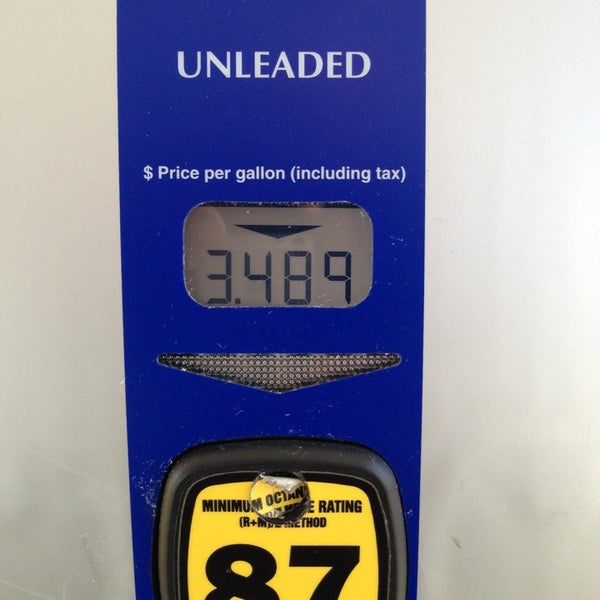 UNLEADED
$ Price per gallon (including tax)
3.489
MINIMUM OCTANE RATING
(R+M)/2 METHOD
87